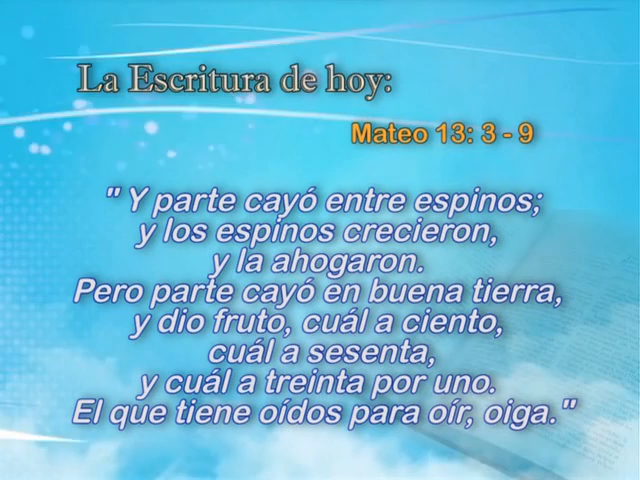 La Escritura de hoy:
Mateo 13: 3 - 9
" Y parte cayó entre espinos;
y los espinos crecieron,
y la ahogaron.
Pero parte cayó en buena tierra,
y dio fruto, cuál a ciento,
cuál a sesenta,
y cuál a treinta por uno.
El que tiene oídos para oír, oiga."